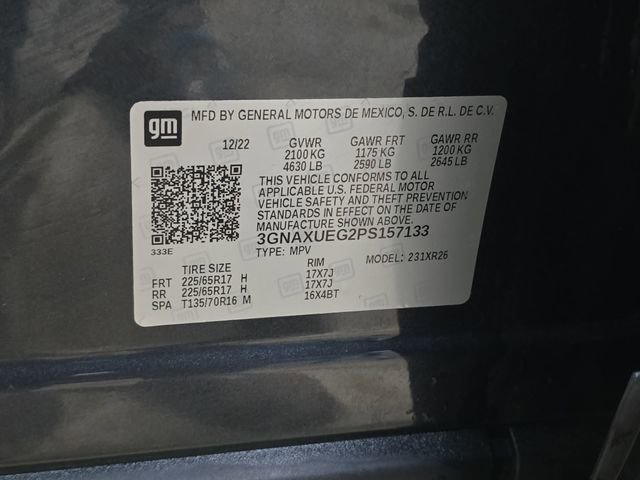 gm
MFD BY GENERAL MOTORS DE MEXICO, S. DE R.L. DE C.V.
12/22 GVWR GAWR FRT GAWR RR
2100 KG 1175 KG 1200 KG
4630 LB 2590 LB 2645 LB
THIS VEHICLE CONFORMS TO ALL
APPLICABLE U.S. FEDERAL MOTOR
VEHICLE SAFETY AND THEFT PREVENTION
STANDARDS IN EFFECT ON THE DATE OF
MANUFACTURE SHOWN ABOVE.
333E
3GNAXUEG2PS157133
TYPE: MPV MODEL: 231XR26
TIRE SIZE RIM
FRT 225/65R17 H 17X7J
RR 225/65R17 H 17X7J
SPA T135/70R16 M 16X4BT